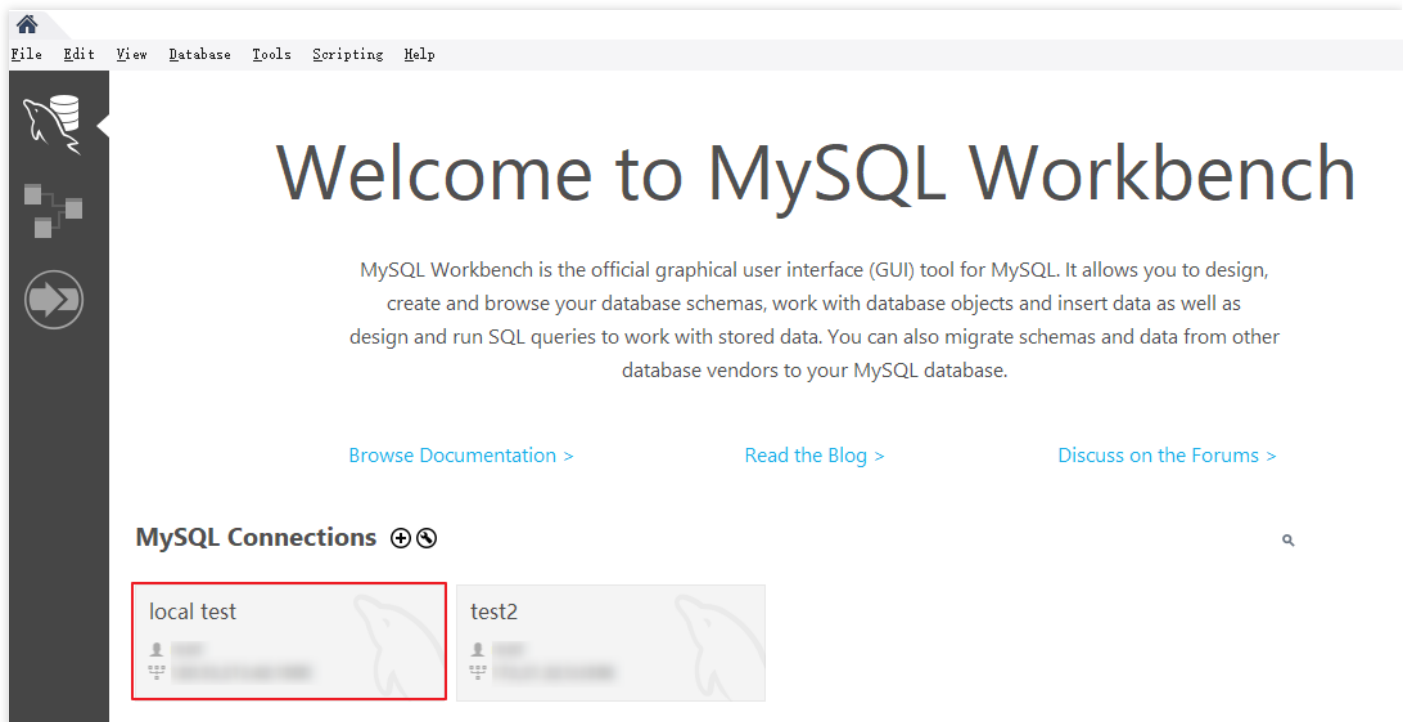 File Edit View Database Tools Scripting Help
Welcome to MySQL Workbench
MySQL Workbench is the official graphical user interface (GUI) tool for MySQL. It allows you to design,
create and browse your database schemas, work with database objects and insert data as well as
design and run SQL queries to work with stored data. You can also migrate schemas and data from other
database vendors to your MySQL database.
Browse Documentation > Read the Blog > Discuss on the Forums >
MySQL Connections
local test
test2